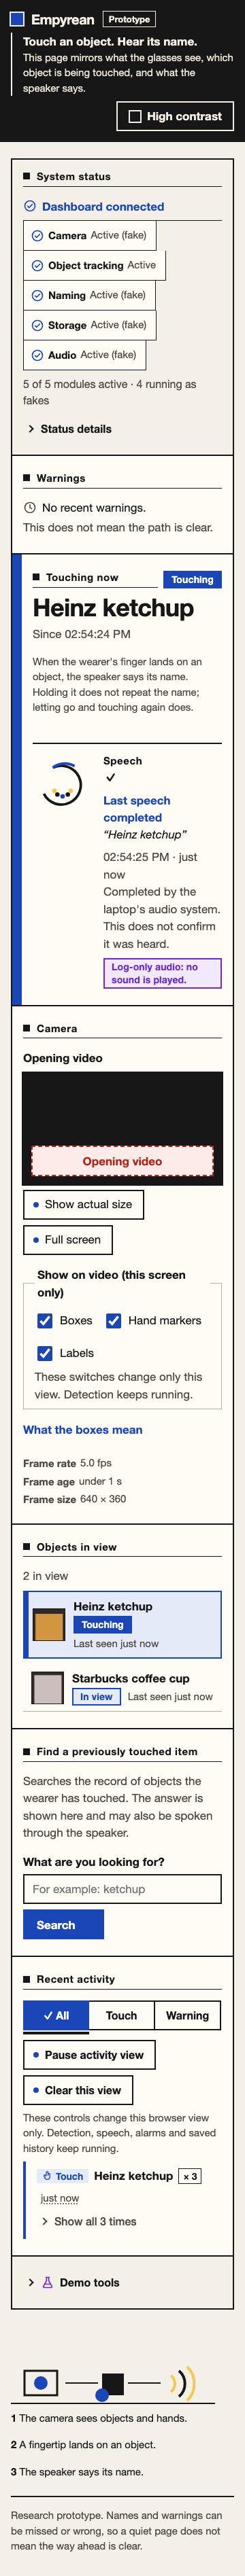 Empyrean Prototype
Touch an object. Hear its name.
This page mirrors what the glasses see, which
object is being touched, and what the
speaker says.
High contrast
System status
Dashboard connected
Camera Active (fake)
Object tracking Active
Naming Active (fake)
Storage Active (fake)
Audio Active (fake)
5 of 5 modules active · 4 running as
fakes
Status details
Warnings
No recent warnings.
This does not mean the path is clear.
Touching now Touching
Heinz ketchup
Since 02:54:24 PM
When the wearer's finger lands on an
object, the speaker says its name.
Holding it does not repeat the name;
letting go and touching again does.
Speech
Last speech
completed
“Heinz ketchup”
02:54:25 PM · just
now
Completed by the
laptop's audio system.
This does not confirm
it was heard.
Log-only audio: no
sound is played.
Camera
Opening video
Opening video
Show actual size
Full screen
Show on video (this screen
only)
Boxes Hand markers
Labels
These switches change only this
view. Detection keeps running.
What the boxes mean
Frame rate 5.0 fps
Frame age under 1 s
Frame size 640 × 360
Objects in view
2 in view
Heinz ketchup
Touching
Last seen just now
Starbucks coffee cup
In view Last seen just now
Find a previously touched item
Searches the record of objects the
wearer has touched. The answer is
shown here and may also be spoken
through the speaker.
What are you looking for?
For example: ketchup
Search
Recent activity
All Touch Warning
Pause activity view
Clear this view
These controls change this browser view
only. Detection, speech, alarms and saved
history keep running.
Touch Heinz ketchup × 3
just now
Show all 3 times
Demo tools
1 The camera sees objects and hands.
2 A fingertip lands on an object.
3 The speaker says its name.
Research prototype. Names and warnings can
be missed or wrong, so a quiet page does not
mean the way ahead is clear.